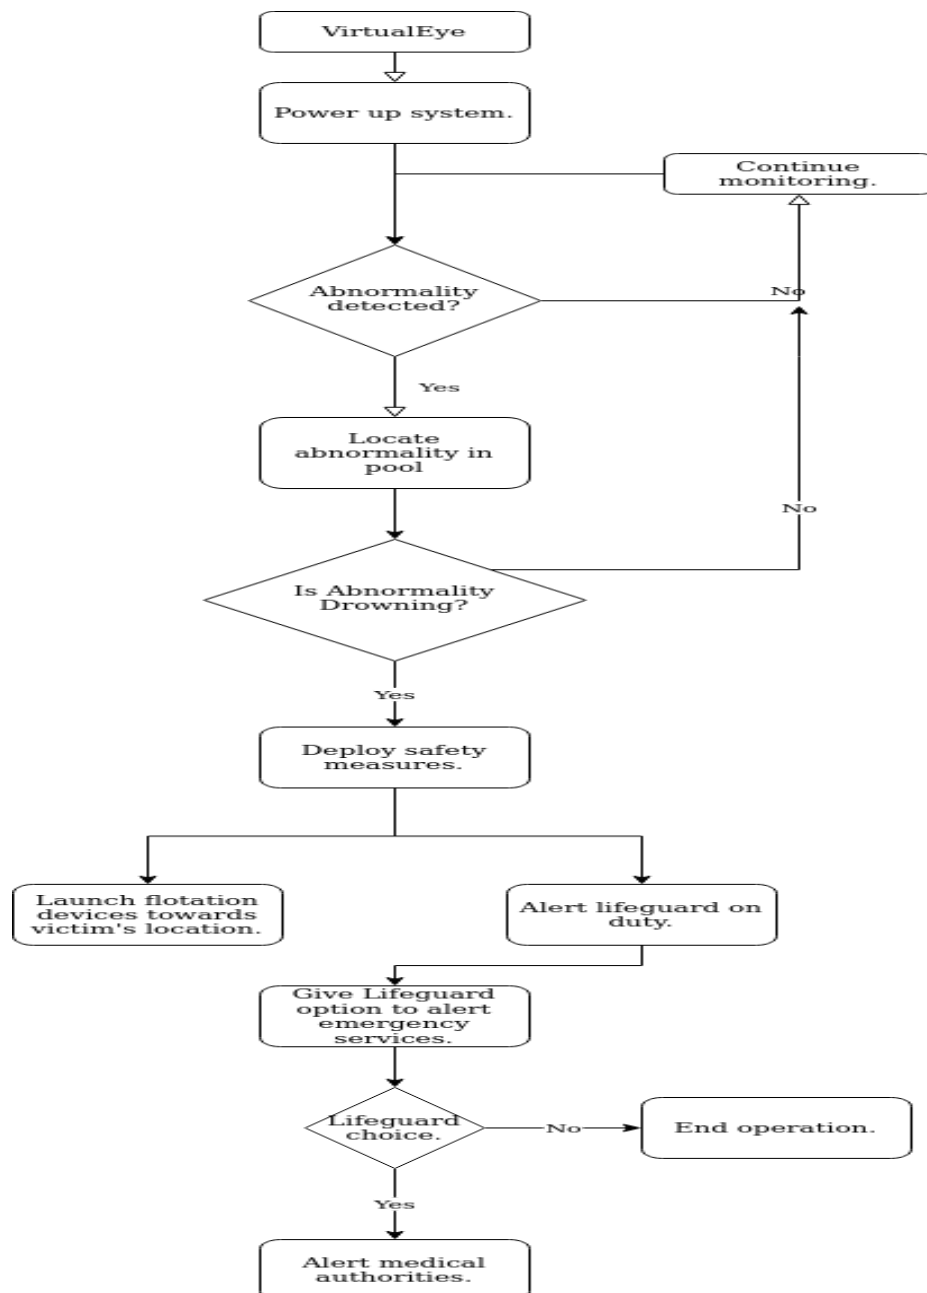 VirtualEye
Power up system.
Continue
monitoring.
Abnormality
detected?
No
Yes
Locate
abnormality in
pool
No
Is Abnormality
Drowning?
Yes
Deploy safety
measures.
Launch flotation
devices towards
victim's location.
Alert lifeguard on
duty.
Give Lifeguard
option to alert
emergency
services.
Lifeguard
choice.
No
End operation.
Yes
Alert medical
authorities.